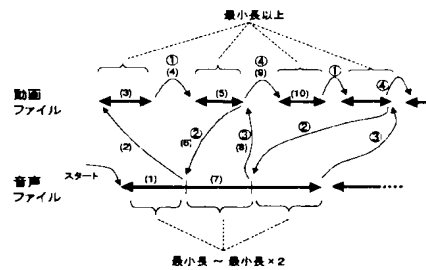 最小長以上
① ④ ① ④
(4) (9)
(3) (5) (10)
動画
ファイル
② ③ ② ③
(2) (6) (8)
スタート
音声
ファイル
(1) (7)
最小長 ～ 最小長×2